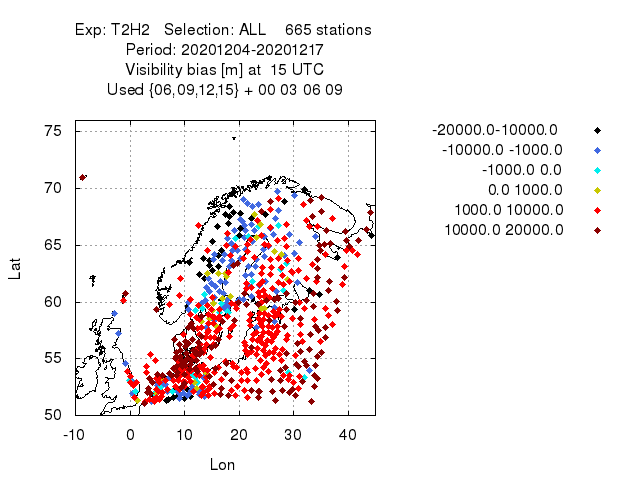 Exp: T2H2 Selection: ALL 665 stations
Period: 20201204-20201217
Visibility bias [m] at 15 UTC
Used {06,09,12,15} + 00 03 06 09
-20000.0-10000.0
-10000.0 -1000.0
-1000.0 0.0
0.0 1000.0
1000.0 10000.0
10000.0 20000.0
75
70
65
60
55
50
Lat
-10 0 10 20 30 40
Lon